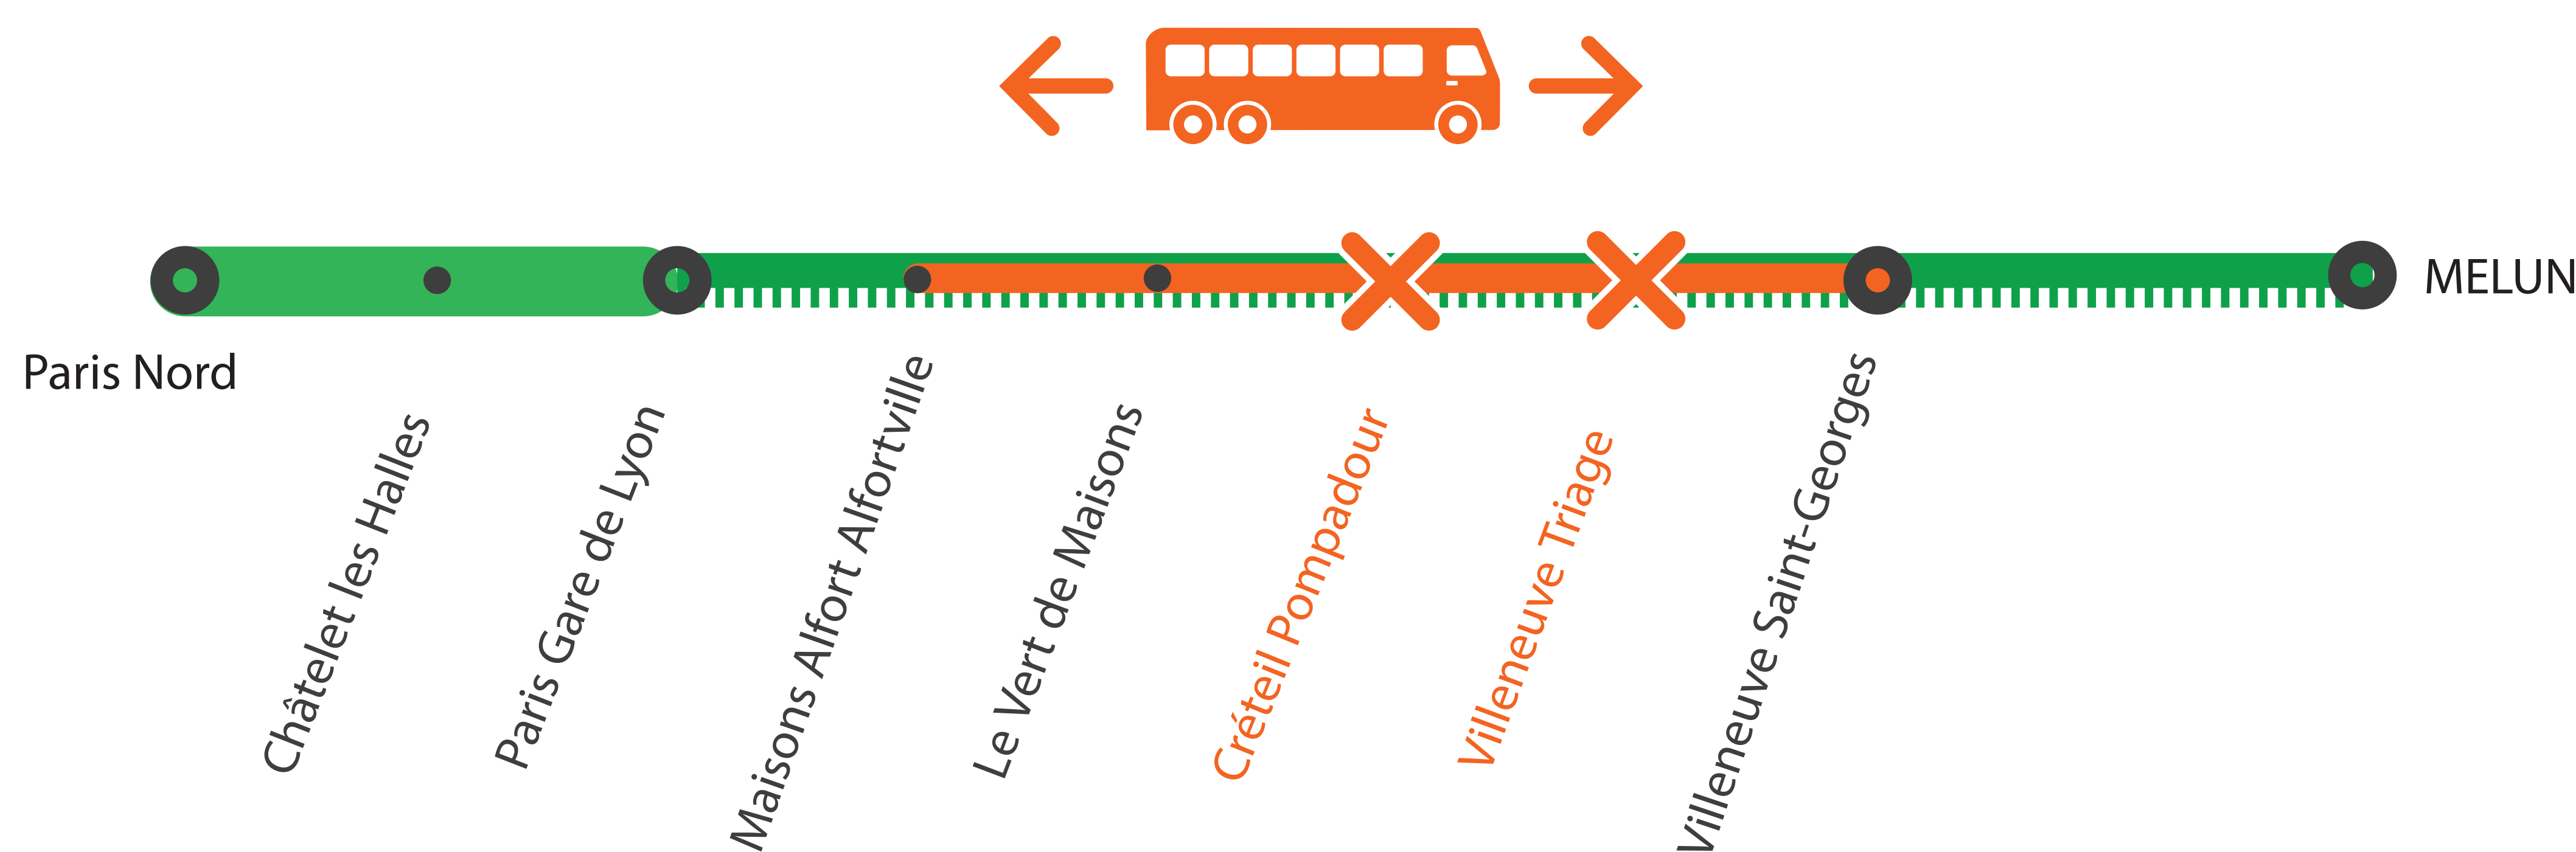 Paris Nord
Châtelet les Halles
Paris Gare de Lyon
Maisons Alfort Alfortville
Le Vert de Maisons
Créteil Pompadour
Villeneuve Triage
Villeneuve Saint-Georges
MELUN